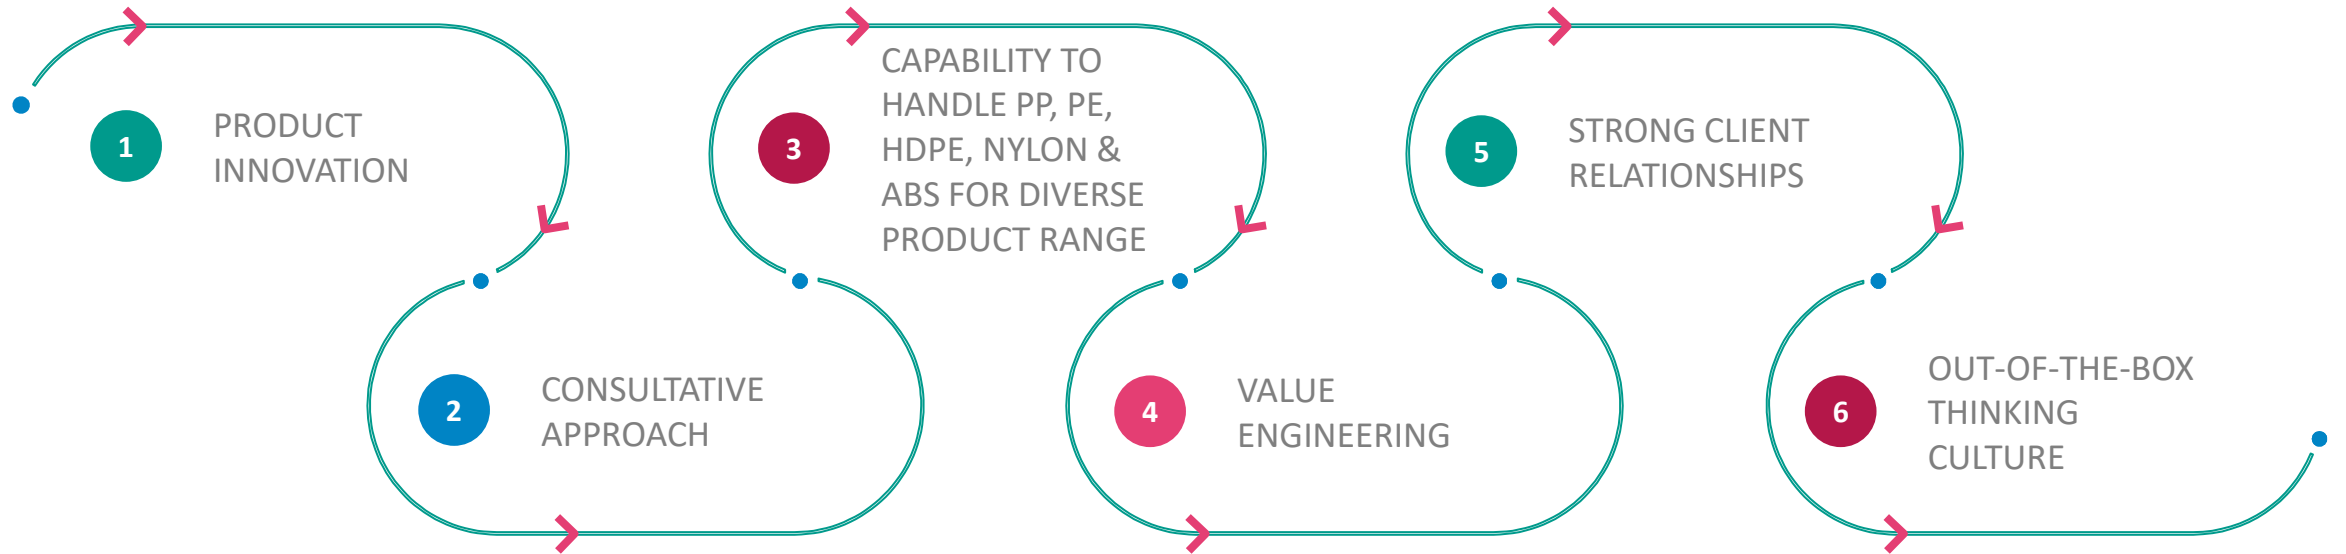 1
PRODUCT
INNOVATION
2
CONSULTATIVE
APPROACH
3
CAPABILITY TO
HANDLE PP, PE,
HDPE, NYLON &
ABS FOR DIVERSE
PRODUCT RANGE
4
VALUE
ENGINEERING
5
STRONG CLIENT
RELATIONSHIPS
6
OUT-OF-THE-BOX
THINKING
CULTURE